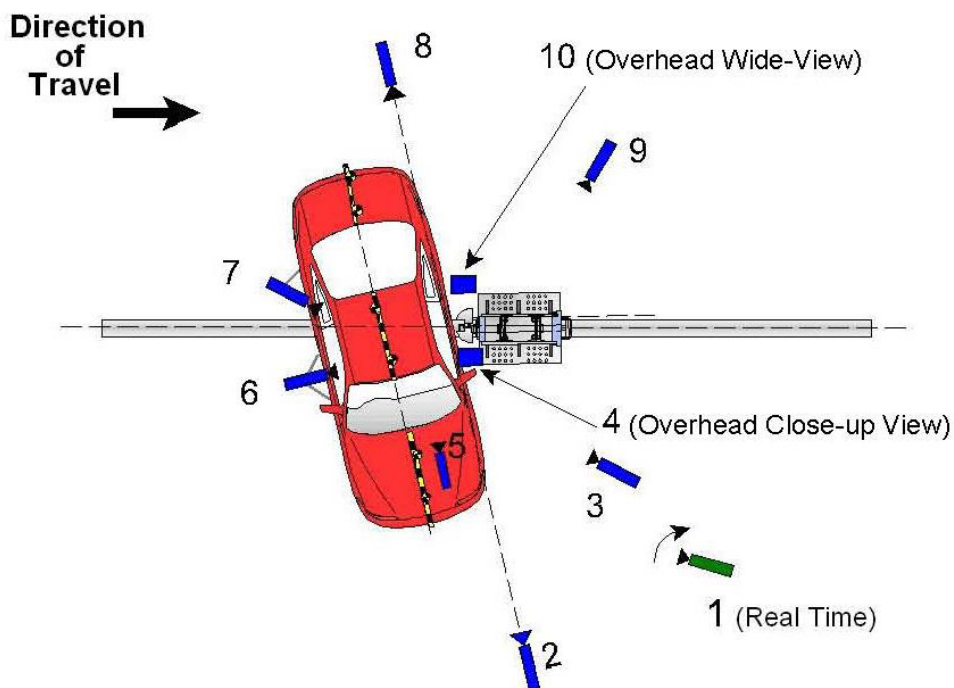 Direction
of
Travel
8
10 (Overhead Wide-View)
9
7
6
4 (Overhead Close-up View)
5
3
1 (Real Time)
2